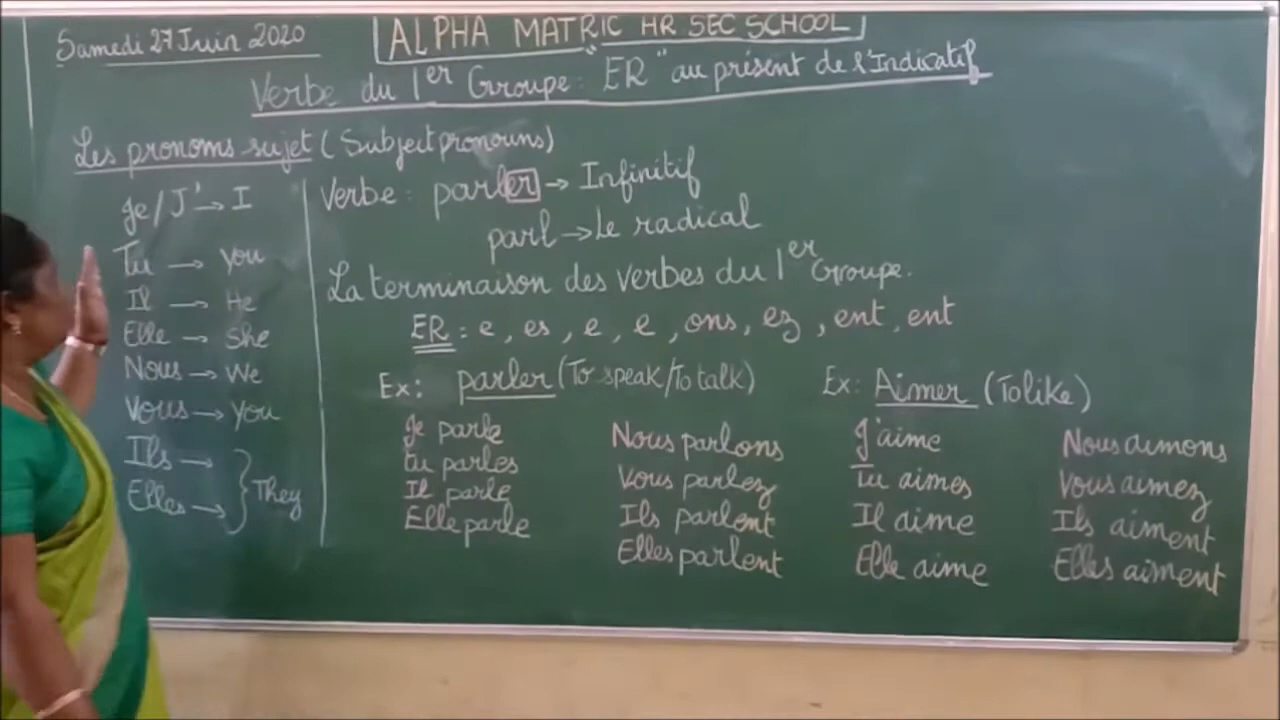 Samedi 27 Juin 2020
ALPHA MATRIC HR SEC SCHOOL
Verbe du 1er Groupe: "ER" au présent de l'Indicatif
Les pronoms sujet (Subject pronouns)
Je/J' → I
Tu → you
Il → He
Elle → She
Nous → We
Vous → you
Ils →
Elles → } They
Verbe: parler → Infinitif
parl → Le radical
La terminaison des verbes du 1er Groupe.
ER : e, es, e, e, ons, ez, ent, ent
Ex: parler (To speak/To talk)
Je parle
Tu parles
Il parle
Elle parle
Nous parlons
Vous parlez
Ils parlent
Elles parlent
Ex: Aimer (To like)
J'aime
Tu aimes
Il aime
Elle aime
Nous aimons
Vous aimez
Ils aiment
Elles aiment